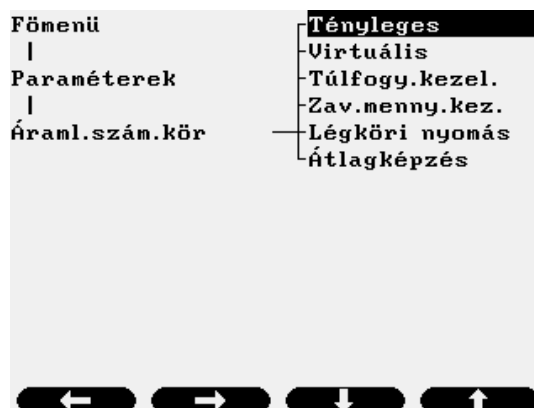 Főmenü
Paraméterek
Áraml.szám.kör
Tényleges
Virtuális
Túlfogy.kezel.
Zav.menny.kez.
Légköri nyomás
Átlagképzés